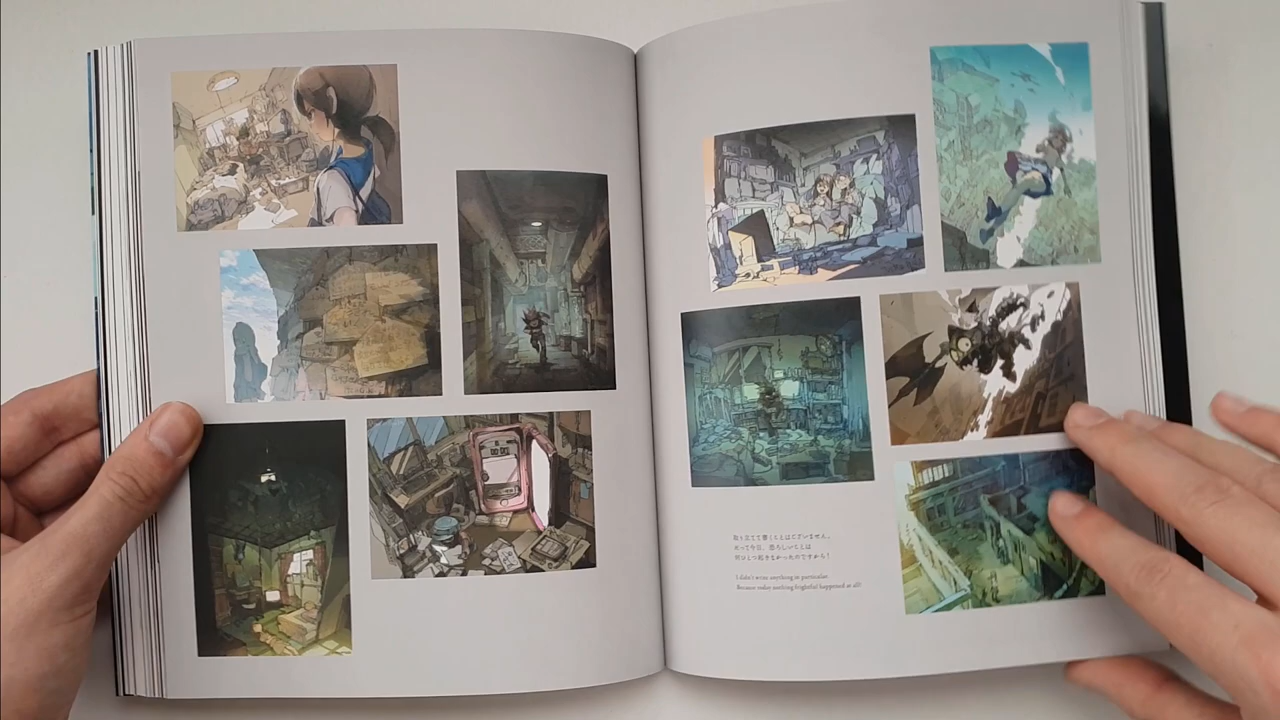 取り立てて書くことはございません。
だって今日、恐ろしいことは
何ひとつ起きなかったのですから！
I didn't write anything in particular.
Because today nothing frightful happened at all!